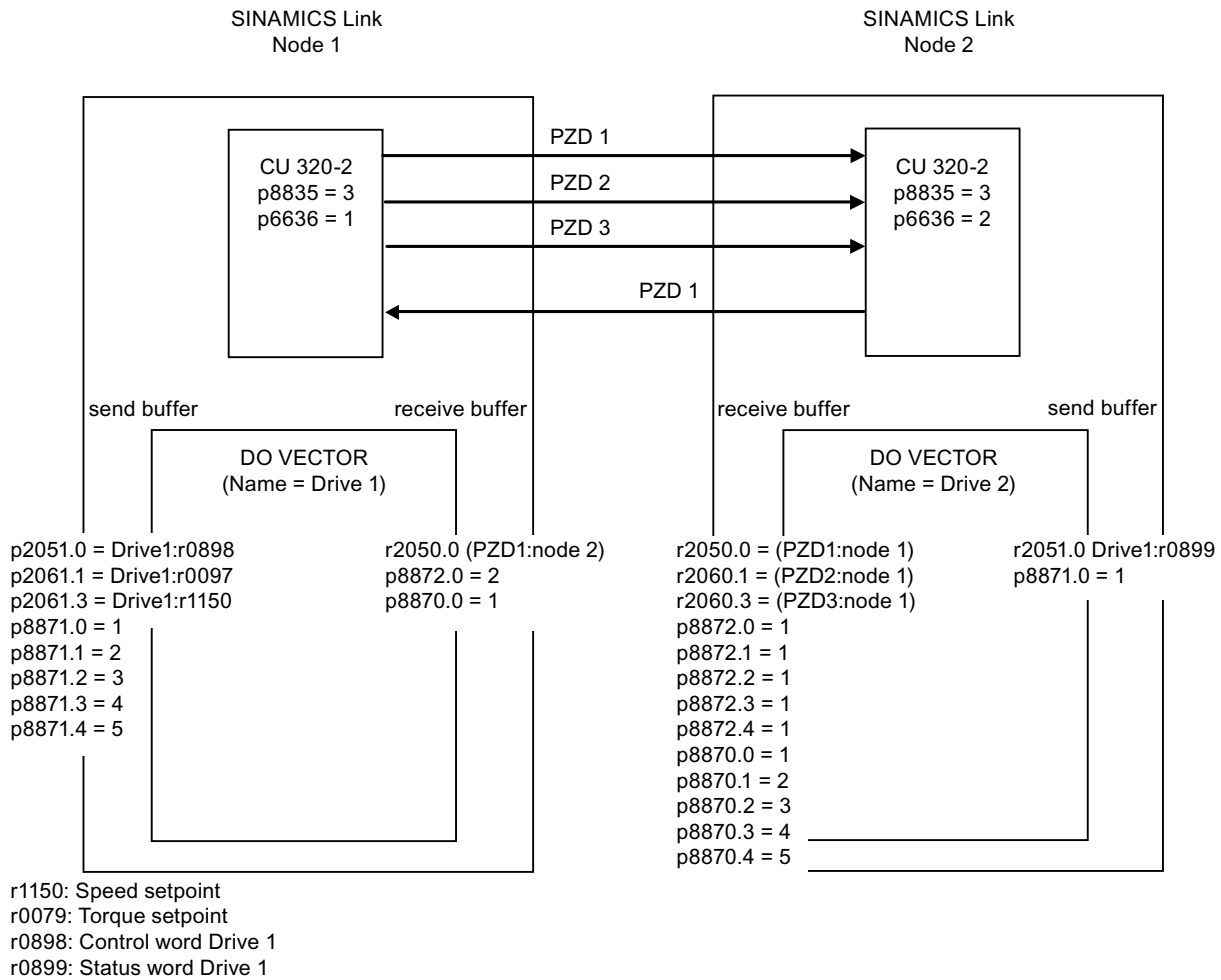 SINAMICS Link
Node 1
SINAMICS Link
Node 2
CU 320-2
p8835 = 3
p6636 = 1
PZD 1
PZD 2
PZD 3
PZD 1
CU 320-2
p8835 = 3
p6636 = 2
send buffer
receive buffer
DO VECTOR
(Name = Drive 1)
p2051.0 = Drive1:r0898
p2061.1 = Drive1:r0097
p2061.3 = Drive1:r1150
p8871.0 = 1
p8871.1 = 2
p8871.2 = 3
p8871.3 = 4
p8871.4 = 5
r2050.0 (PZD1:node 2)
p8872.0 = 2
p8870.0 = 1
receive buffer
send buffer
DO VECTOR
(Name = Drive 2)
r2050.0 = (PZD1:node 1)
r2060.1 = (PZD2:node 1)
r2060.3 = (PZD3:node 1)
p8872.0 = 1
p8872.1 = 1
p8872.2 = 1
p8872.3 = 1
p8872.4 = 1
p8870.0 = 1
p8870.1 = 2
p8870.2 = 3
p8870.3 = 4
p8870.4 = 5
r2051.0 Drive1:r0899
p8871.0 = 1
r1150: Speed setpoint
r0079: Torque setpoint
r0898: Control word Drive 1
r0899: Status word Drive 1